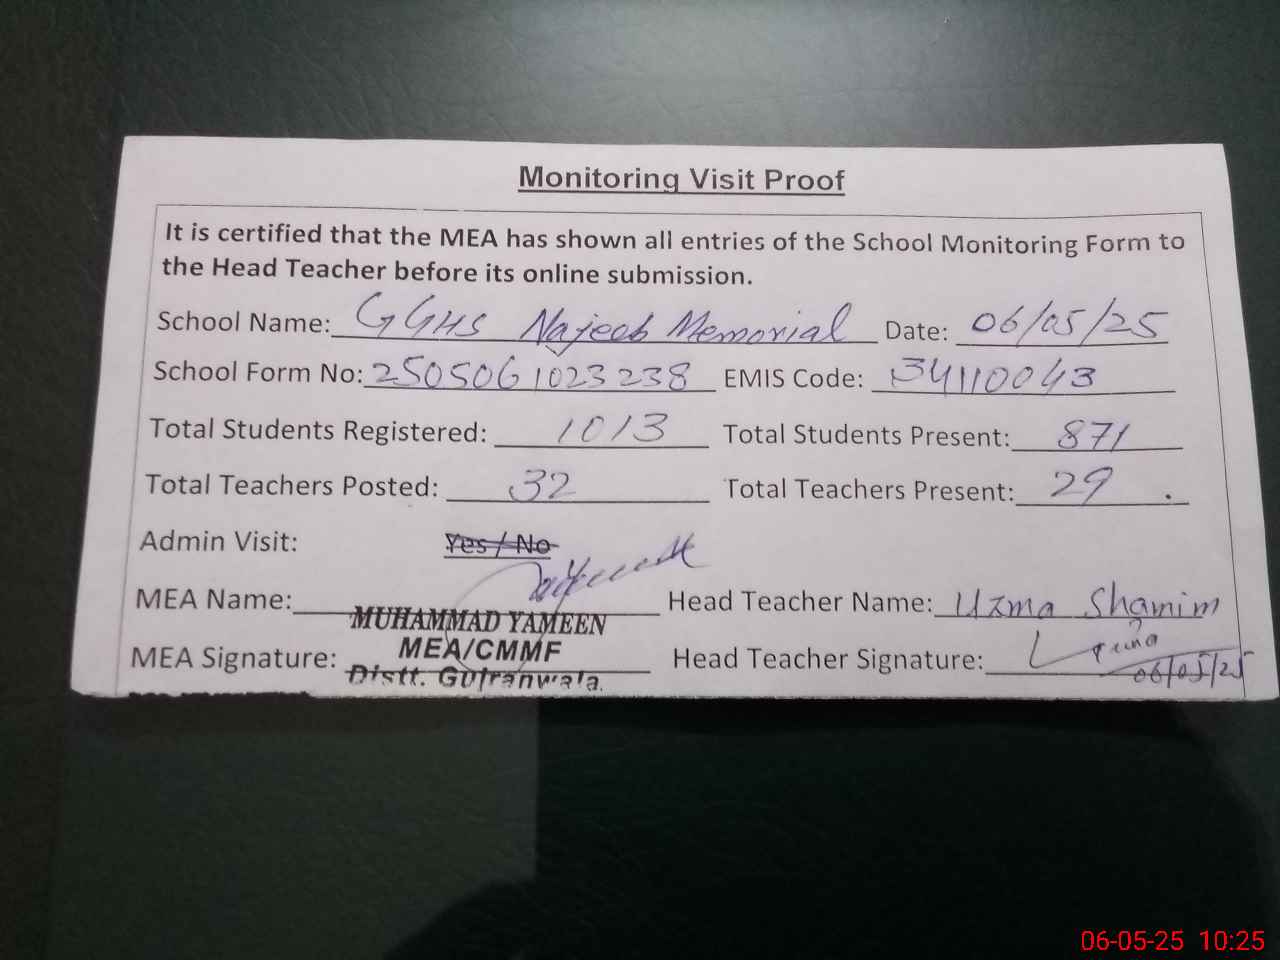 Monitoring Visit Proof
It is certified that the MEA has shown all entries of the School Monitoring Form to
the Head Teacher before its online submission.
School Name: GGHS Najeeb Memorial Date: 06/05/25
School Form No: 2505061023238 EMIS Code: 34110043
Total Students Registered: 1013 Total Students Present: 871
Total Teachers Posted: 32 Total Teachers Present: 29
Admin Visit: Yes / No
MEA Name: MUHAMMAD YAMEEN Head Teacher Name: Uzma Shamim
MEA/CMMF
MEA Signature: Distt. Gujranwala. Head Teacher Signature:
06/05/25
06-05-25 10:25